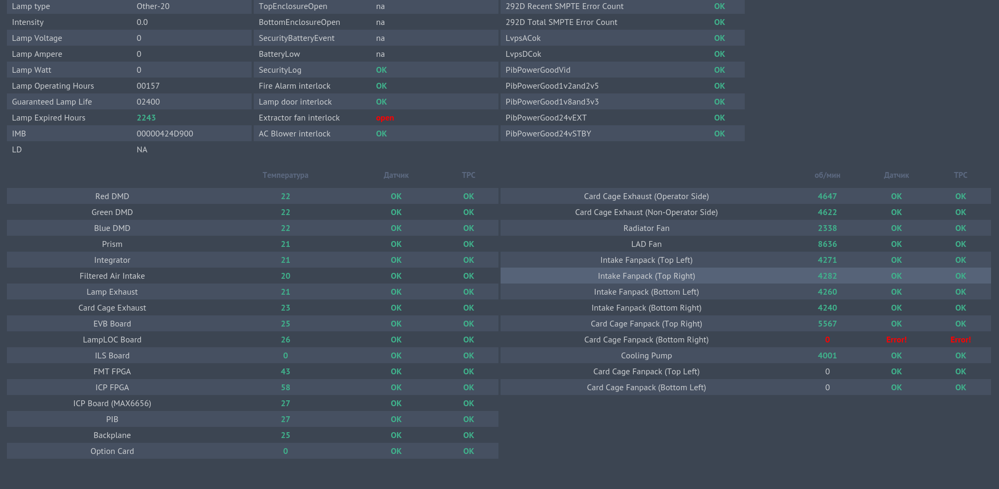 Lamp type Other-20 TopEnclosureOpen na 292D Recent SMPTE Error Count OK
Intensity 0.0 BottomEnclosureOpen na 292D Total SMPTE Error Count OK
Lamp Voltage 0 SecurityBatteryEvent na LvpsACok OK
Lamp Ampere 0 BatteryLow na LvpsDCok OK
Lamp Watt 0 SecurityLog OK PibPowerGoodVid OK
Lamp Operating Hours 00157 Fire Alarm interlock OK PibPowerGood1v2and2v5 OK
Guaranteed Lamp Life 02400 Lamp door interlock OK PibPowerGood1v8and3v3 OK
Lamp Expired Hours 2243 Extractor fan interlock open PibPowerGood24vEXT OK
IMB 00000424D900 AC Blower interlock OK PibPowerGood24vSTBY OK
LD NA
Температура Датчик ТРС об/мин Датчик ТРС
Red DMD 22 OK OK Card Cage Exhaust (Operator Side) 4647 OK OK
Green DMD 22 OK OK Card Cage Exhaust (Non-Operator Side) 4622 OK OK
Blue DMD 22 OK OK Radiator Fan 2338 OK OK
Prism 21 OK OK LAD Fan 8636 OK OK
Integrator 21 OK OK Intake Fanpack (Top Left) 4271 OK OK
Filtered Air Intake 20 OK OK Intake Fanpack (Top Right) 4282 OK OK
Lamp Exhaust 21 OK OK Intake Fanpack (Bottom Left) 4260 OK OK
Card Cage Exhaust 23 OK OK Intake Fanpack (Bottom Right) 4240 OK OK
EVB Board 25 OK OK Card Cage Fanpack (Top Right) 5567 OK OK
LampLOC Board 26 OK OK Card Cage Fanpack (Bottom Right) 0 Error! Error!
ILS Board 0 OK OK Cooling Pump 4001 OK OK
FMT FPGA 43 OK OK Card Cage Fanpack (Top Left) 0 OK OK
ICP FPGA 58 OK OK Card Cage Fanpack (Bottom Left) 0 OK OK
ICP Board (MAX6656) 27 OK OK
PIB 27 OK OK
Backplane 25 OK OK
Option Card 0 OK OK